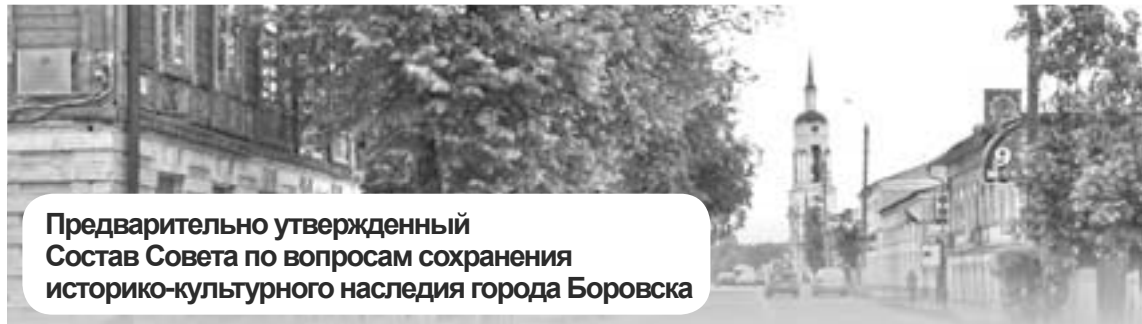 Предварительно утвержденный
Состав Совета по вопросам сохранения
историко-культурного наследия города Боровска